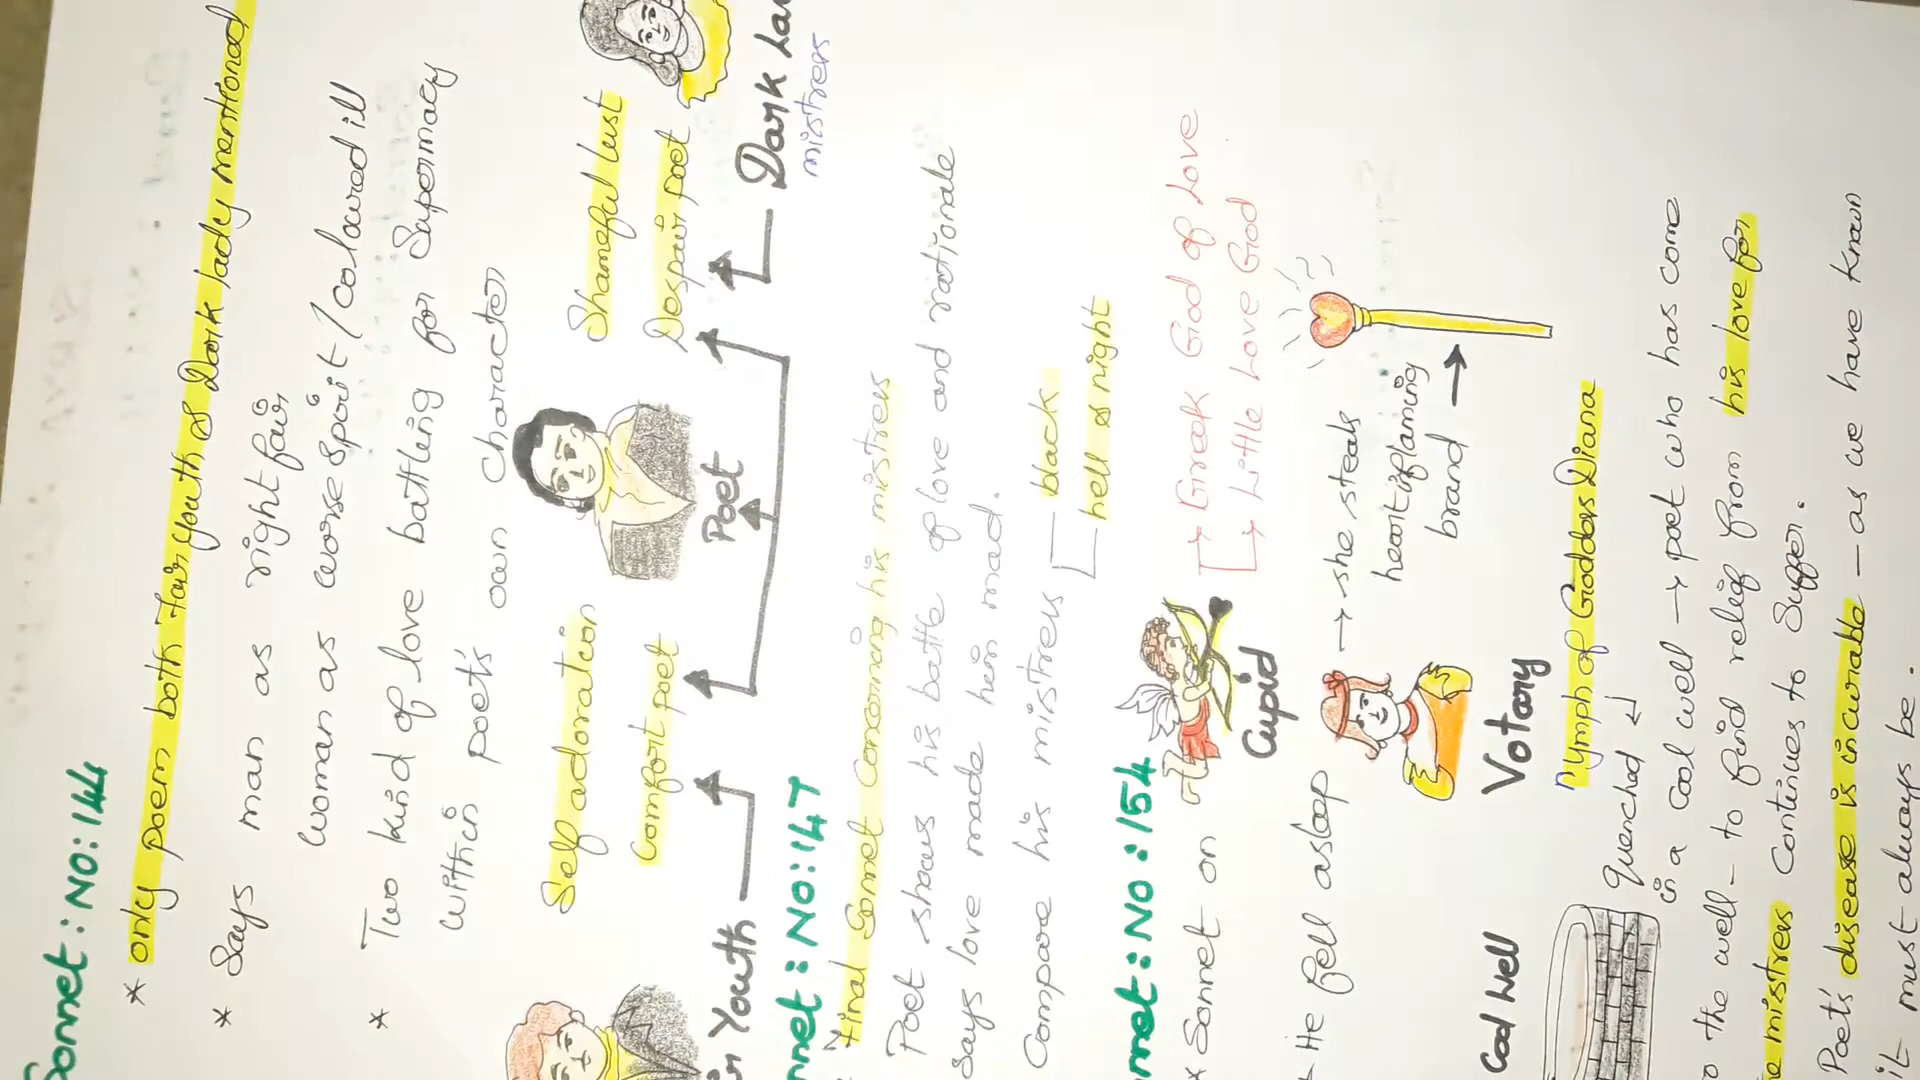 Sonnet : NO: 144
* only poem both fair youth & Dark lady mentioned
* Says man as right fair
woman as worse spirit / coloured ill
* Two kind of love battling for Supermacy
within poet's own character
Self adoration
Comfort poet
Shameful lust
Despair poet
Youth
Poet
Dark
mistress
nnet : NO: 147
Final Sonnet Concorning his mistress
Poet shows his battle of love and rationale
says love made him mad.
Compare his mistress
black
hell & night
nnet : NO : 154
* Sonnet on
Cupid
→ Greek God of Love
→ Little Love God
He fell asleep
Votary
→ she steals
heart inflaming
brand →
Nymph of Goddess Diana
Cool Well
Quenched
in a cool well → poet who has come
the well - to find relief from his love for
mistress Continues to Suffer.
Poet's disease is incurable - as we have known
it must always be.